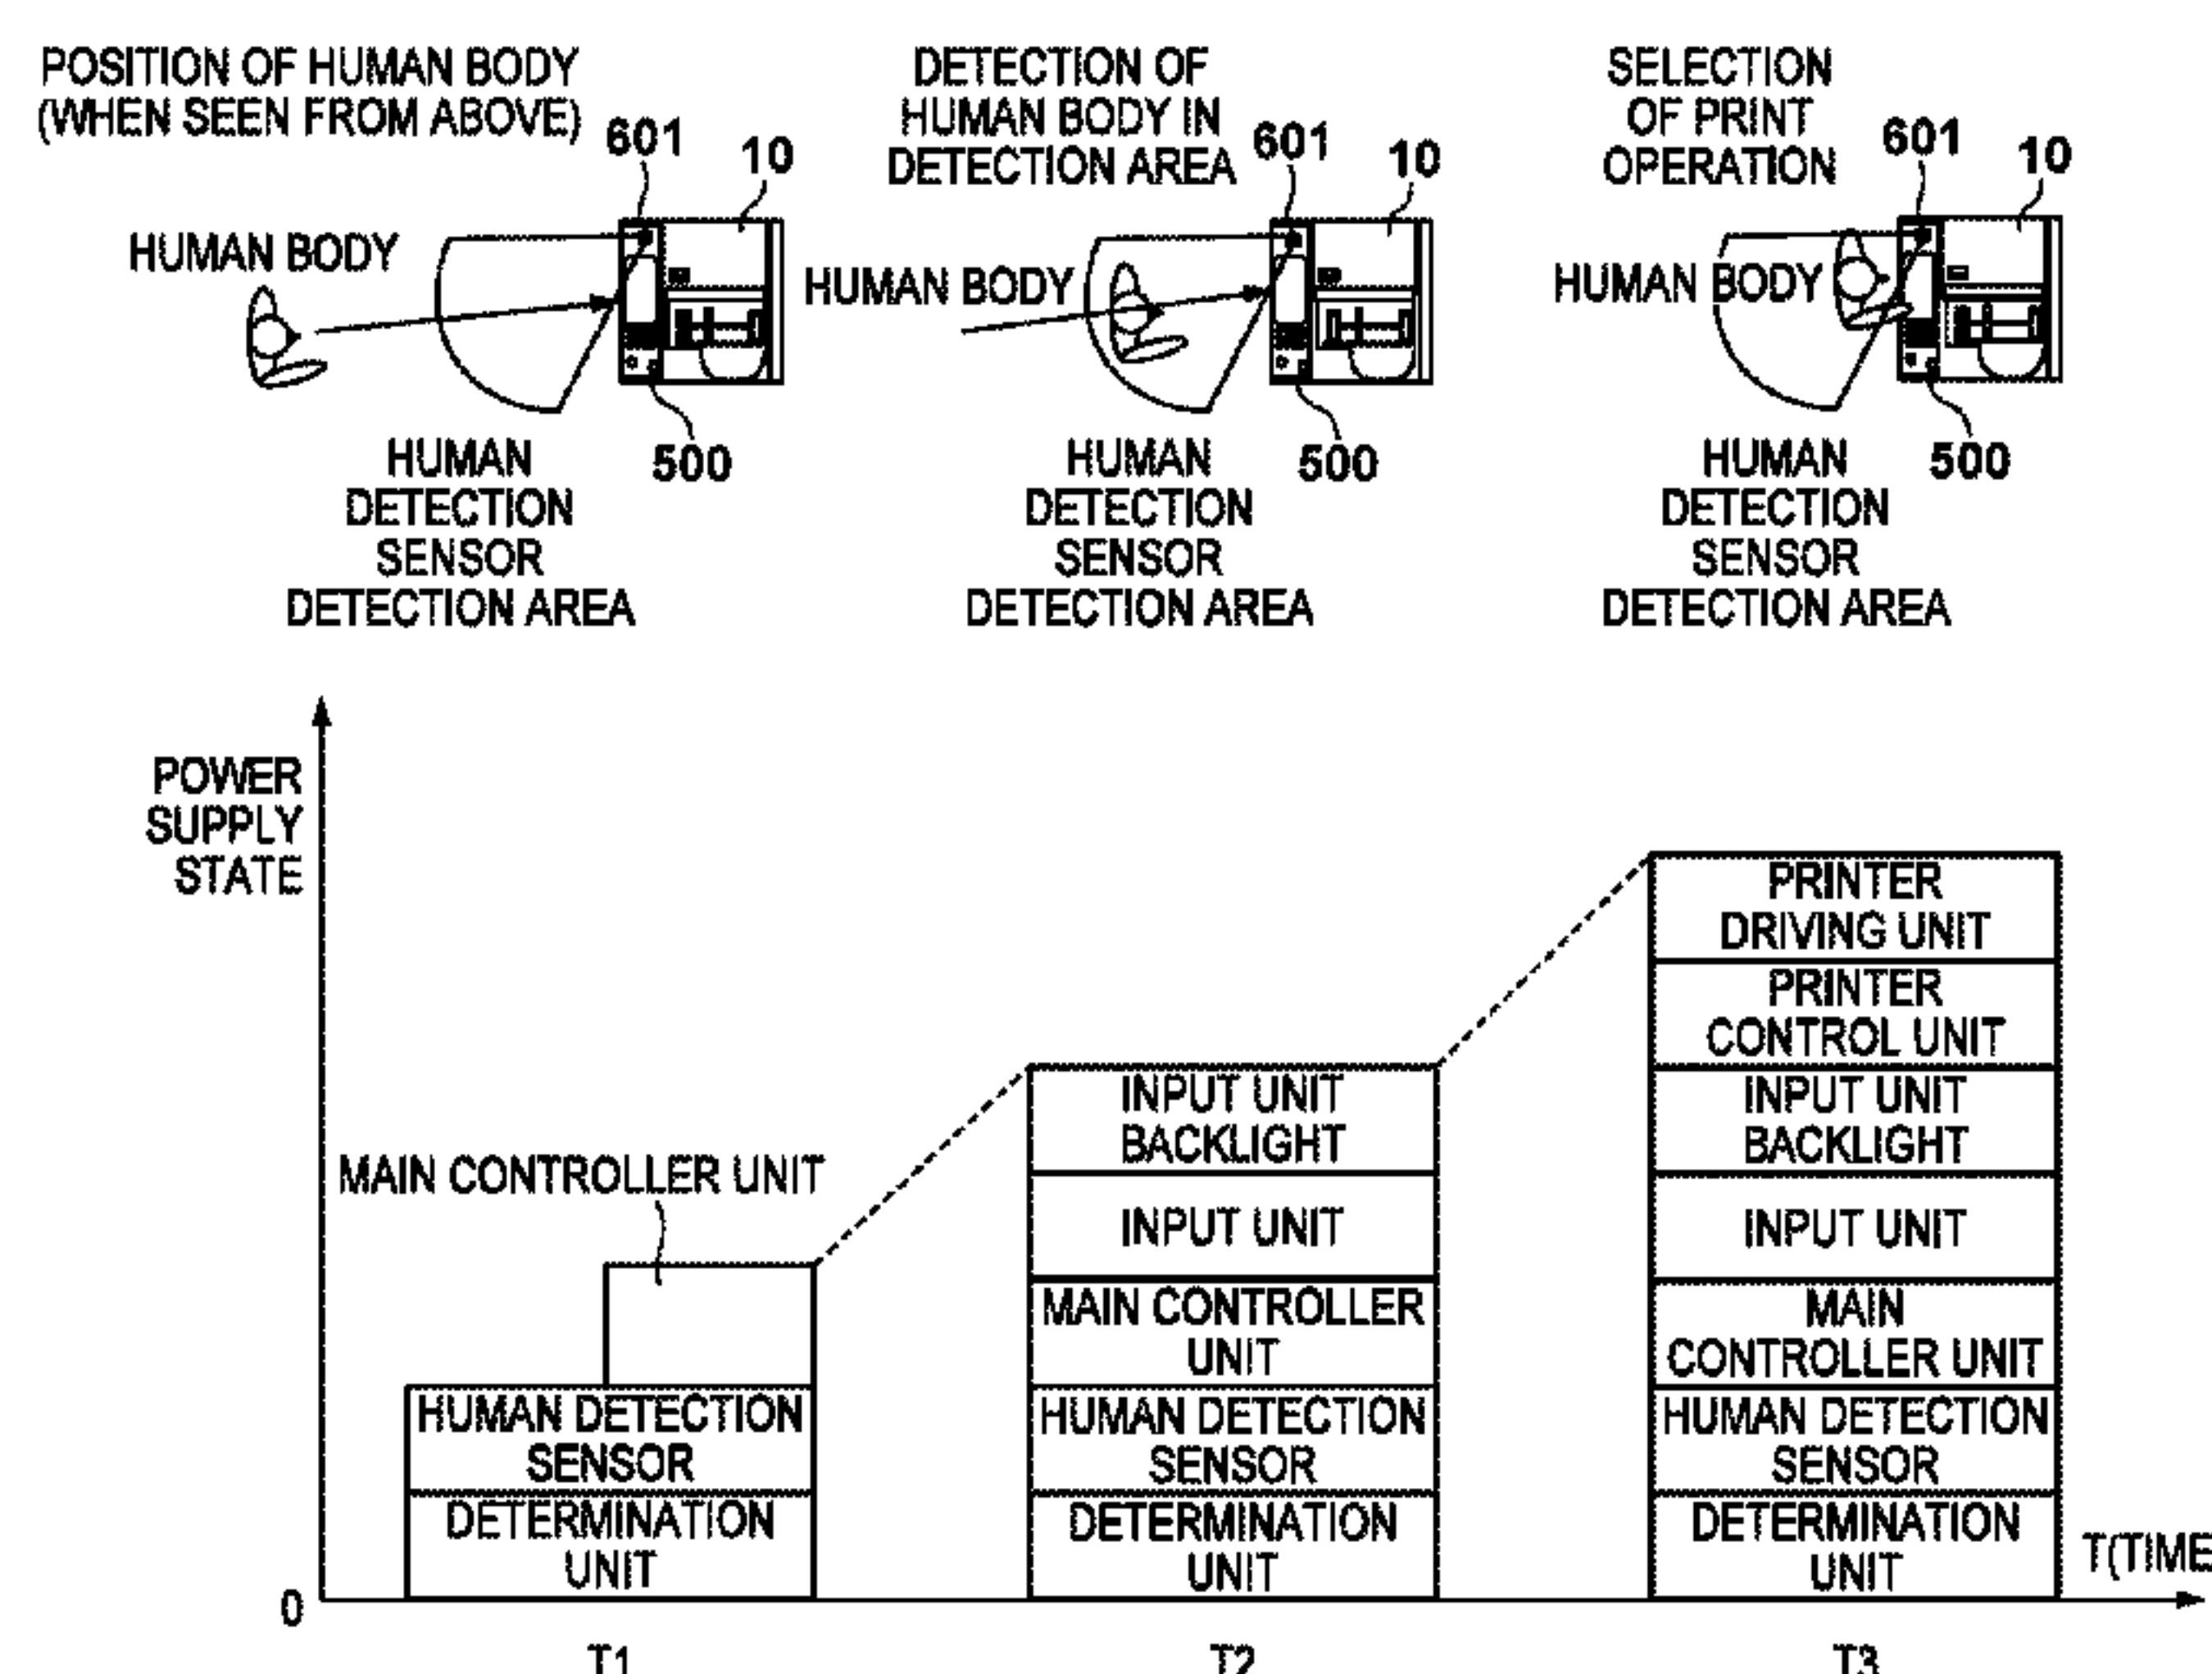 POSITION OF HUMAN BODY
(WHEN SEEN FROM ABOVE)
601
10
HUMAN BODY
500
HUMAN
DETECTION
SENSOR
DETECTION AREA
DETECTION OF
HUMAN BODY IN
DETECTION AREA
601
10
HUMAN BODY
500
HUMAN
DETECTION
SENSOR
DETECTION AREA
SELECTION
OF PRINT
OPERATION
601
10
HUMAN BODY
500
HUMAN
DETECTION
SENSOR
DETECTION AREA
POWER
SUPPLY
STATE
0
MAIN CONTROLLER UNIT
HUMAN DETECTION
SENSOR
DETERMINATION
UNIT
T1
INPUT UNIT
BACKLIGHT
INPUT UNIT
MAIN CONTROLLER
UNIT
HUMAN DETECTION
SENSOR
DETERMINATION
UNIT
T2
PRINTER
DRIVING UNIT
PRINTER
CONTROL UNIT
INPUT UNIT
BACKLIGHT
INPUT UNIT
MAIN
CONTROLLER UNIT
HUMAN DETECTION
SENSOR
DETERMINATION
UNIT
T3
T(TIME